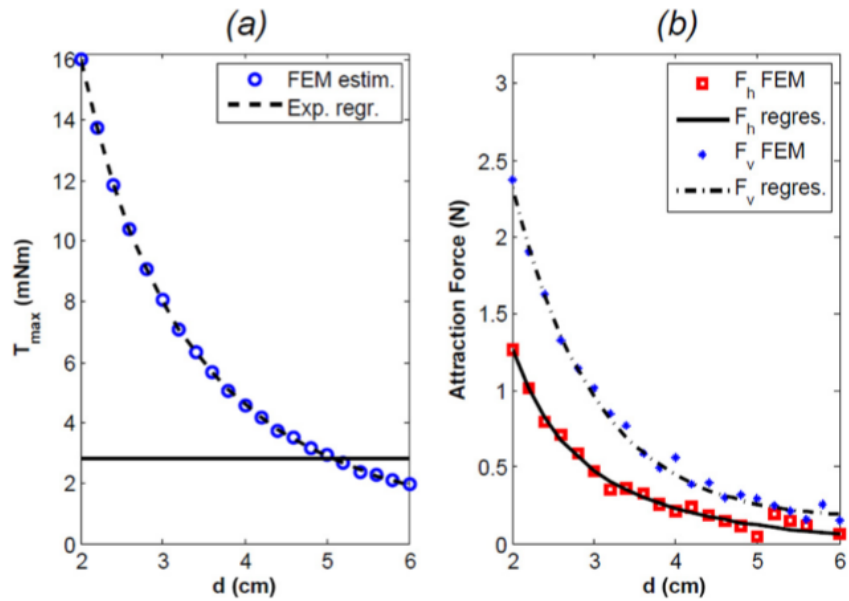 (a)
16
14
12
10
8
6
4
2
0
T_max (mNm)
FEM estim.
Exp. regr.
2 3 4 5 6
d (cm)
(b)
3
2.5
2
1.5
1
0.5
0
Attraction Force (N)
F_h FEM
F_h regres.
F_v FEM
F_v regres.
2 3 4 5 6
d (cm)